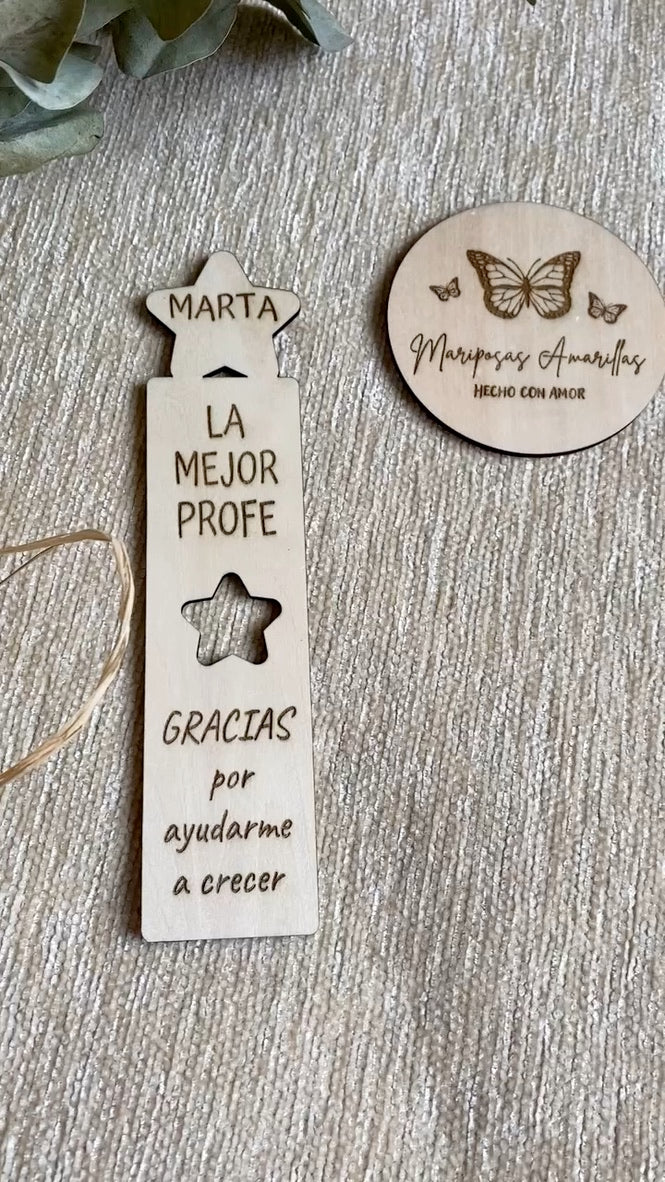 MARTA
LA
MEJOR
PROFE
GRACIAS
por
ayudarme
a crecer
Mariposas Amarillas
HECHO CON AMOR